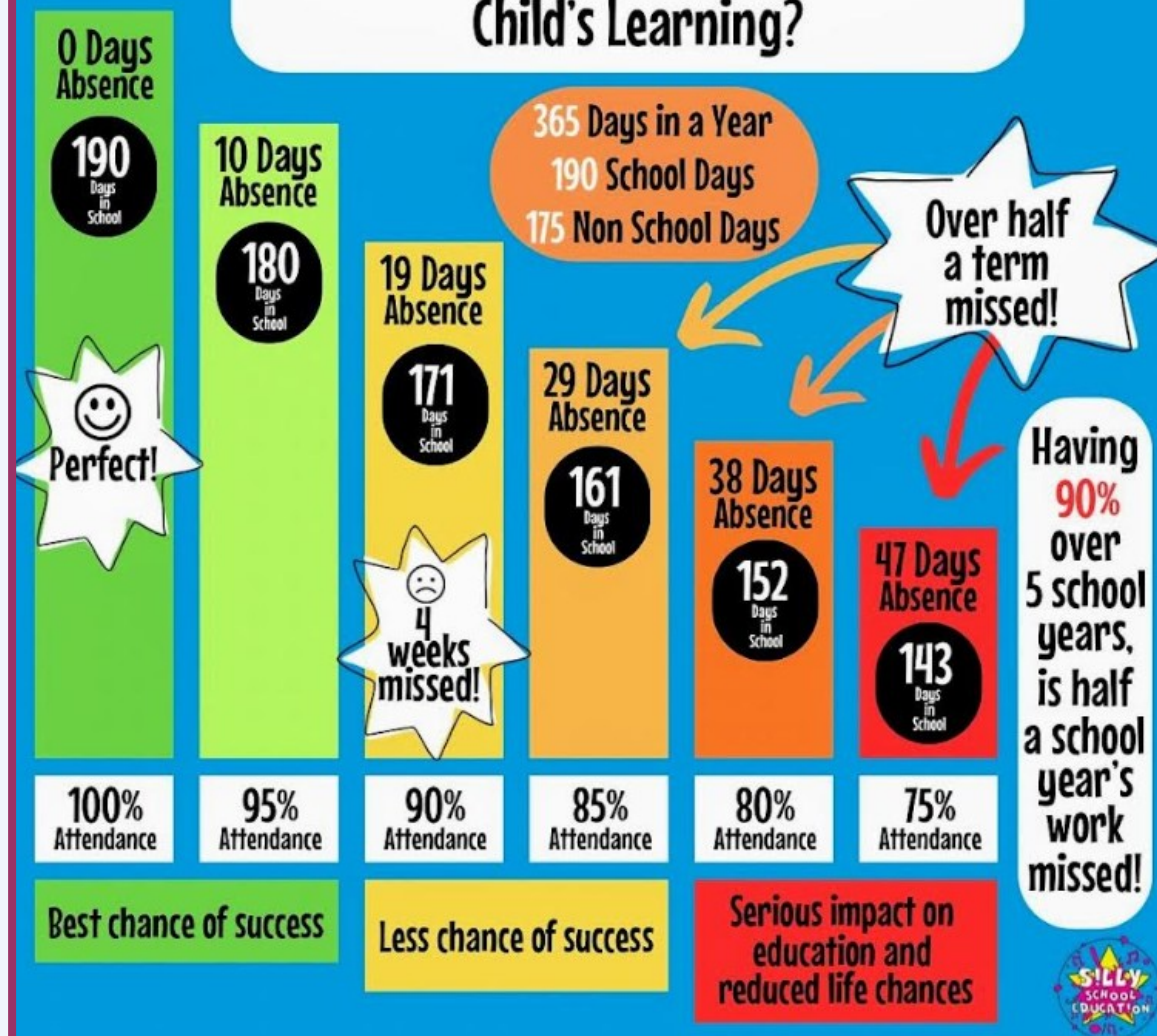 Child's Learning?
0 Days
Absence
190
Days
in
School
Perfect!
10 Days
Absence
180
Days
in
School
365 Days in a Year
190 School Days
175 Non School Days
Over half
a term
missed!
19 Days
Absence
171
Days
in
School
4
weeks
missed!
29 Days
Absence
161
Days
in
School
38 Days
Absence
152
Days
in
School
47 Days
Absence
143
Days
in
School
Having
90%
over
5 school
years,
is half
a school
year's
work
missed!
100%
Attendance
95%
Attendance
90%
Attendance
85%
Attendance
80%
Attendance
75%
Attendance
Best chance of success
Less chance of success
Serious impact on
education and
reduced life chances
S!LLY
SCHOOL
EDUCATION